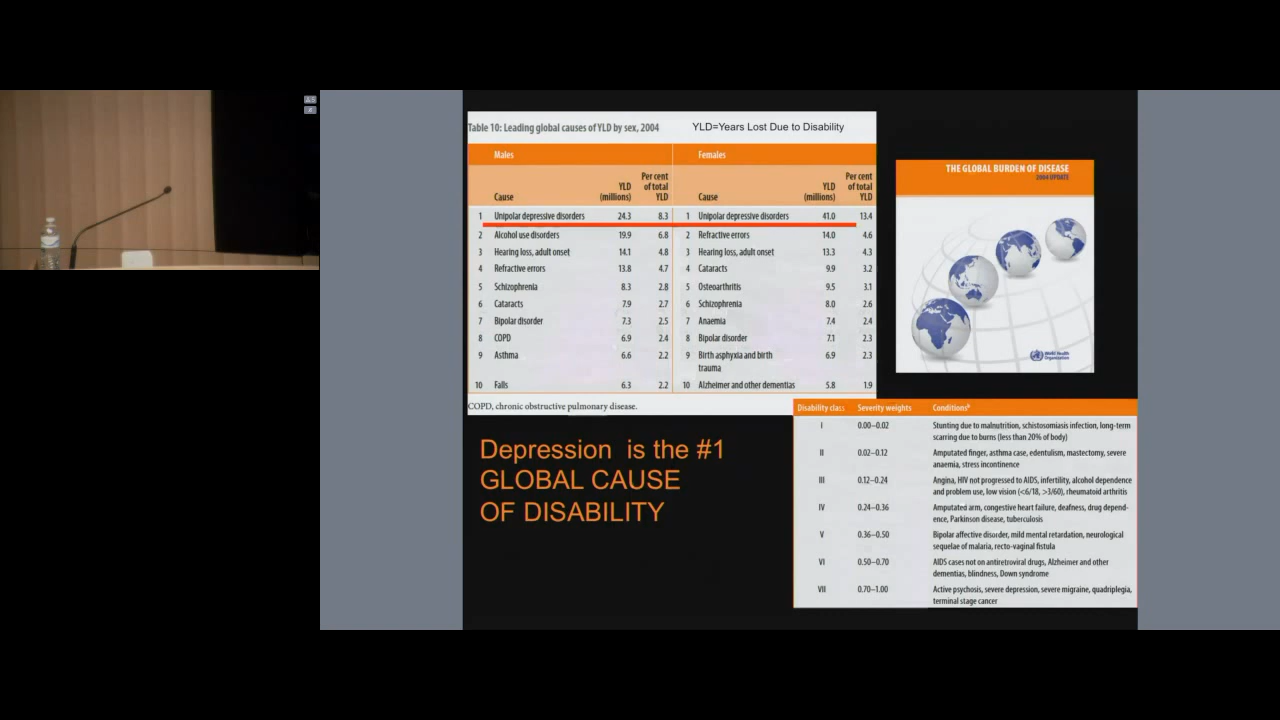 Table 10: Leading global causes of YLD by sex, 2004
YLD=Years Lost Due to Disability
Males
Females
Cause YLD (millions) Per cent of total YLD Cause YLD (millions) Per cent of total YLD
1 Unipolar depressive disorders 24.3 8.3 1 Unipolar depressive disorders 41.0 13.4
2 Alcohol use disorders 19.9 6.8 2 Refractive errors 14.0 4.6
3 Hearing loss, adult onset 14.1 4.8 3 Hearing loss, adult onset 13.3 4.3
4 Refractive errors 13.8 4.7 4 Cataracts 9.9 3.2
5 Schizophrenia 8.3 2.8 5 Osteoarthritis 9.5 3.1
6 Cataracts 7.9 2.7 6 Schizophrenia 8.0 2.6
7 Bipolar disorder 7.3 2.5 7 Anaemia 7.4 2.4
8 COPD 6.9 2.4 8 Bipolar disorder 7.1 2.3
9 Asthma 6.6 2.2 9 Birth asphyxia and birth trauma 6.9 2.3
10 Falls 6.3 2.2 10 Alzheimer and other dementias 5.8 1.9
COPD, chronic obstructive pulmonary disease.
THE GLOBAL BURDEN OF DISEASE
2004 UPDATE
World Health
Organization
Depression is the #1
GLOBAL CAUSE
OF DISABILITY
Disability class Severity weights Conditionsᵇ
I 0.00–0.02 Stunting due to malnutrition, schistosomiasis infection, long-term
scarring due to burns (less than 20% of body)
II 0.02–0.12 Amputated finger, asthma case, edentulism, mastectomy, severe
anaemia, stress incontinence
III 0.12–0.24 Angina, HIV not progressed to AIDS, infertility, alcohol dependence
and problem use, low vision (<6/18, >3/60), rheumatoid arthritis
IV 0.24–0.36 Amputated arm, congestive heart failure, deafness, drug depend-
ence, Parkinson disease, tuberculosis
V 0.36–0.50 Bipolar affective disorder, mild mental retardation, neurological
sequelae of malaria, recto-vaginal fistula
VI 0.50–0.70 AIDS cases not on antiretroviral drugs, Alzheimer and other
dementias, blindness, Down syndrome
VII 0.70–1.00 Active psychosis, severe depression, severe migraine, quadriplegia,
terminal stage cancer